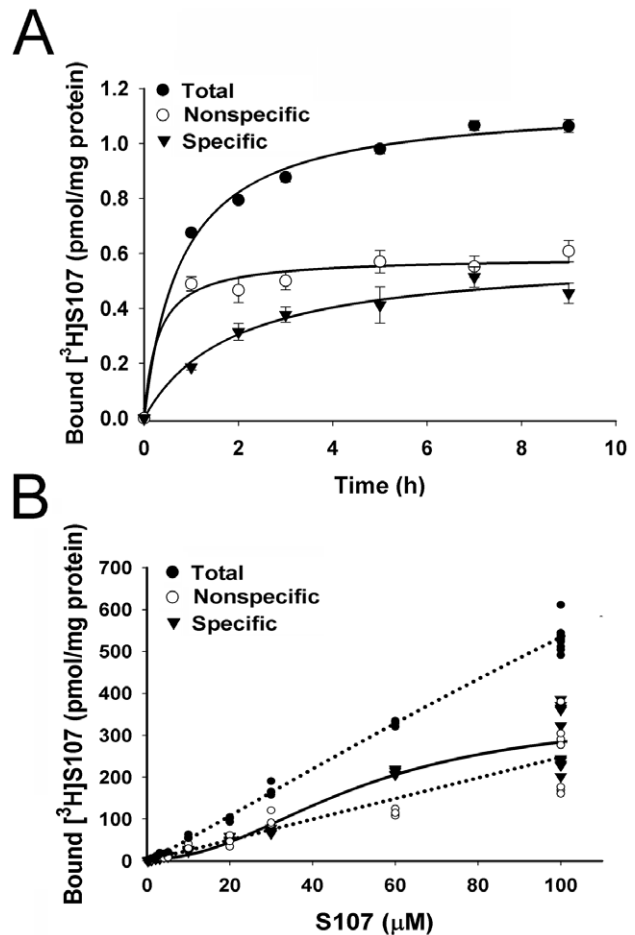 A
Bound [³H]S107 (pmol/mg protein)
1.2
1.0
0.8
0.6
0.4
0.2
0.0
Total
Nonspecific
Specific
0 2 4 6 8 10
Time (h)
B
Bound [³H]S107 (pmol/mg protein)
700
600
500
400
300
200
100
0
Total
Nonspecific
Specific
0 20 40 60 80 100
S107 (μM)